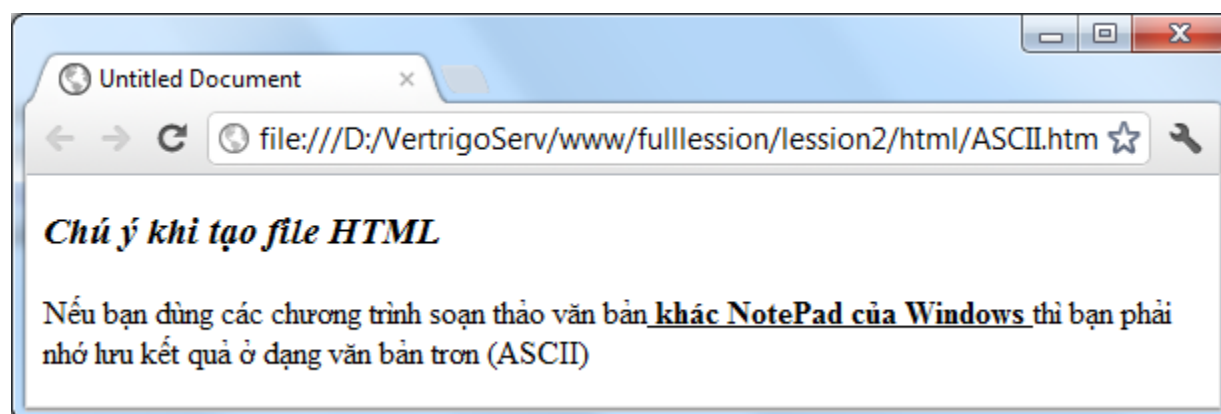 Untitled Document
file:///D:/VertrigoServ/www/fulllession/lession2/html/ASCII.htm
Chú ý khi tạo file HTML
Nếu bạn dùng các chương trình soạn thảo văn bản khác NotePad của Windows thì bạn phải
nhớ lưu kết quả ở dạng văn bản trơn (ASCII)